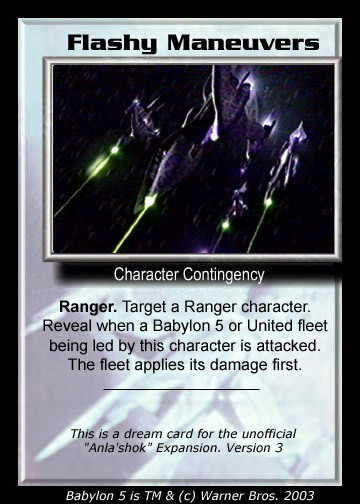 Flashy Maneuvers
Character Contingency
Ranger. Target a Ranger character.
Reveal when a Babylon 5 or United fleet
being led by this character is attacked.
The fleet applies its damage first.
This is a dream card for the unofficial
"Anla'shok" Expansion. Version 3
Babylon 5 is TM & (c) Warner Bros. 2003